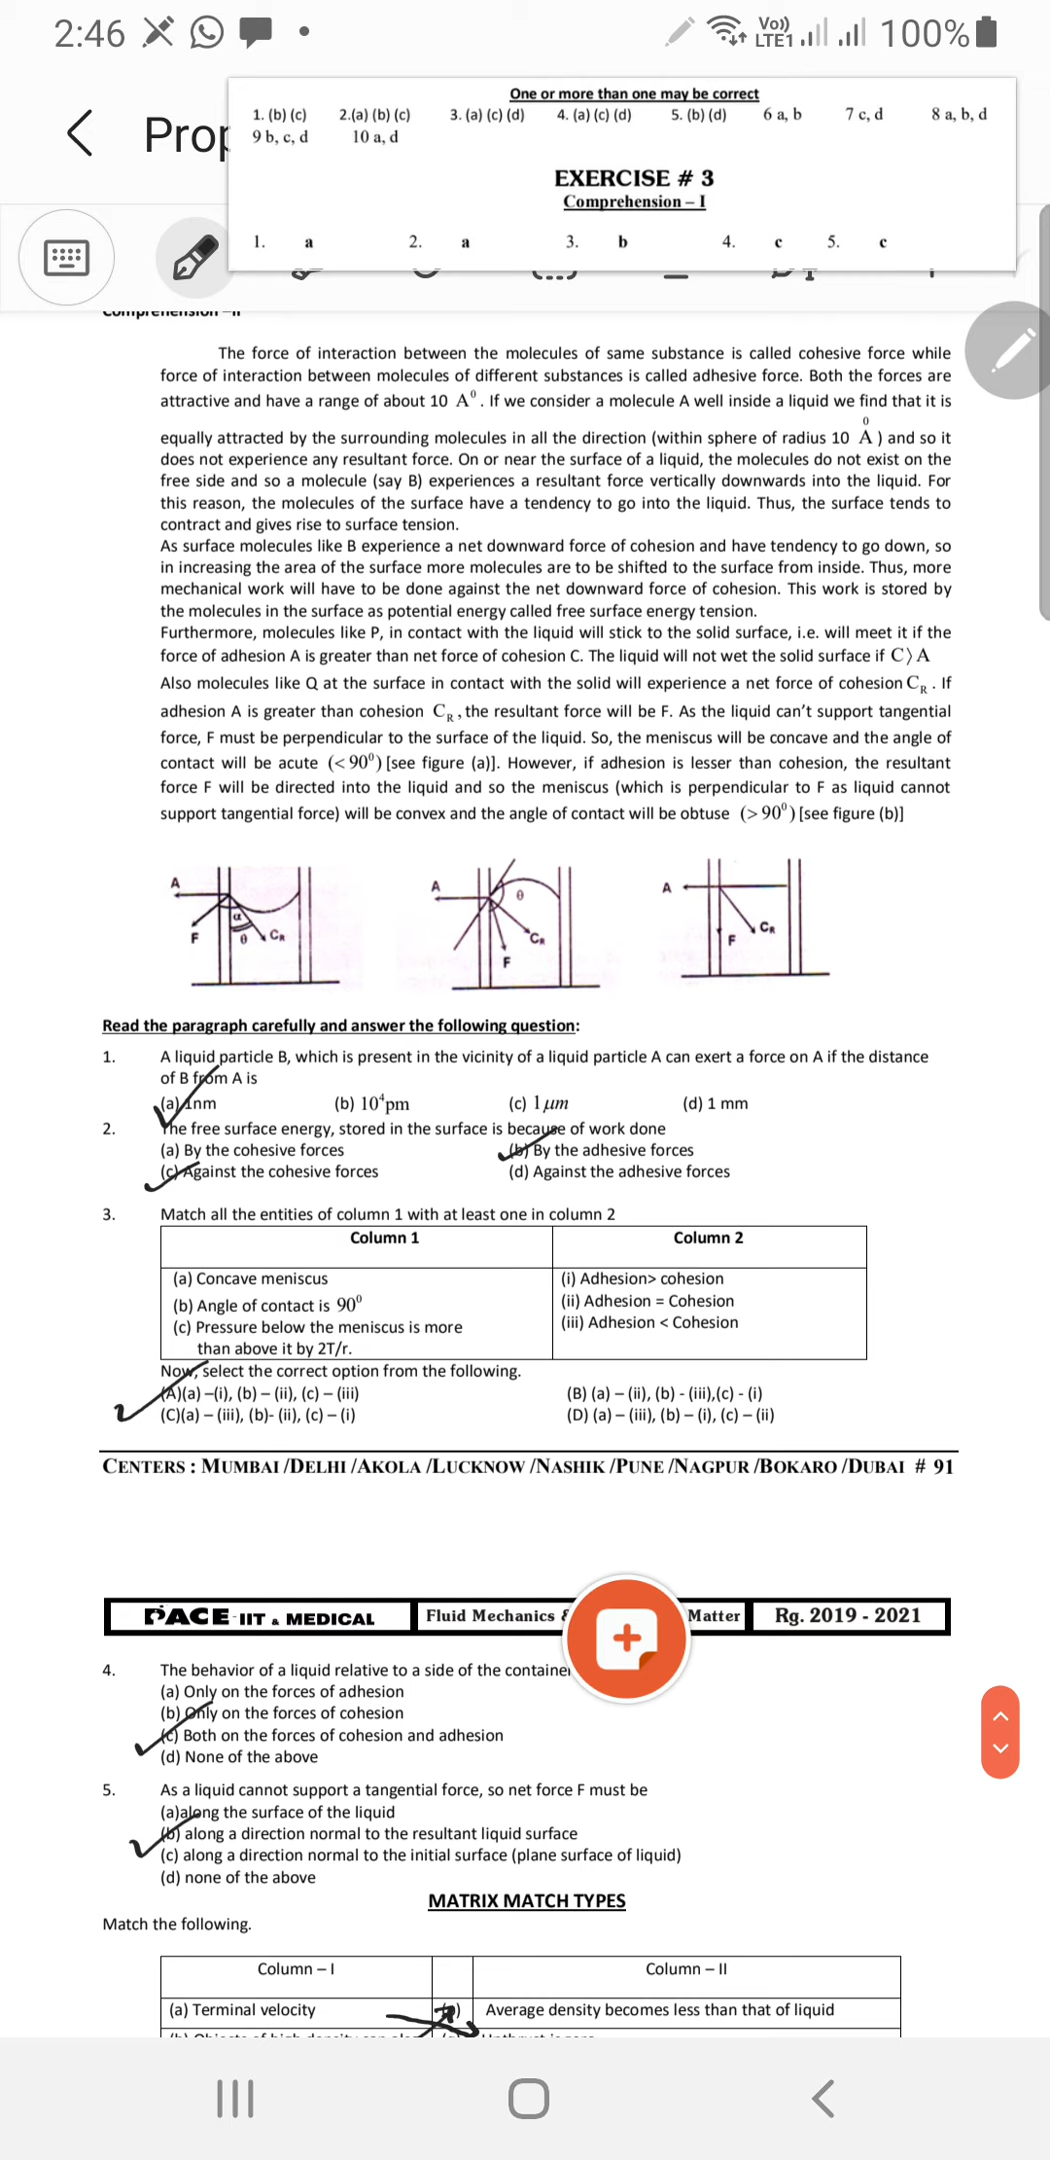 2:46 Vo)) LTE1 100%
Prop
One or more than one may be correct
1. (b) (c) 2.(a) (b) (c) 3. (a) (c) (d) 4. (a) (c) (d) 5. (b) (d) 6 a, b 7 c, d 8 a, b, d
9 b, c, d 10 a, d
EXERCISE # 3
Comprehension – I
1. a 2. a 3. b 4. c 5. c
Comprehension –II
The force of interaction between the molecules of same substance is called cohesive force while
force of interaction between molecules of different substances is called adhesive force. Both the forces are
attractive and have a range of about 10 A⁰ . If we consider a molecule A well inside a liquid we find that it is
equally attracted by the surrounding molecules in all the direction (within sphere of radius 10 Å ) and so it
does not experience any resultant force. On or near the surface of a liquid, the molecules do not exist on the
free side and so a molecule (say B) experiences a resultant force vertically downwards into the liquid. For
this reason, the molecules of the surface have a tendency to go into the liquid. Thus, the surface tends to
contract and gives rise to surface tension.
As surface molecules like B experience a net downward force of cohesion and have tendency to go down, so
in increasing the area of the surface more molecules are to be shifted to the surface from inside. Thus, more
mechanical work will have to be done against the net downward force of cohesion. This work is stored by
the molecules in the surface as potential energy called free surface energy tension.
Furthermore, molecules like P, in contact with the liquid will stick to the solid surface, i.e. will meet it if the
force of adhesion A is greater than net force of cohesion C. The liquid will not wet the solid surface if C⟩A
Also molecules like Q at the surface in contact with the solid will experience a net force of cohesion C_R . If
adhesion A is greater than cohesion C_R , the resultant force will be F. As the liquid can't support tangential
force, F must be perpendicular to the surface of the liquid. So, the meniscus will be concave and the angle of
contact will be acute (< 90⁰) [see figure (a)]. However, if adhesion is lesser than cohesion, the resultant
force F will be directed into the liquid and so the meniscus (which is perpendicular to F as liquid cannot
support tangential force) will be convex and the angle of contact will be obtuse (> 90⁰) [see figure (b)]
A F α θ C_R
A θ C_R F
A F C_R
Read the paragraph carefully and answer the following question:
1. A liquid particle B, which is present in the vicinity of a liquid particle A can exert a force on A if the distance
of B from A is
(a) 1nm (b) 10⁴pm (c) 1 μm (d) 1 mm
2. The free surface energy, stored in the surface is because of work done
(a) By the cohesive forces (b) By the adhesive forces
(c) Against the cohesive forces (d) Against the adhesive forces
3. Match all the entities of column 1 with at least one in column 2
Column 1 Column 2
(a) Concave meniscus (i) Adhesion> cohesion
(b) Angle of contact is 90⁰ (ii) Adhesion = Cohesion
(c) Pressure below the meniscus is more (iii) Adhesion < Cohesion
than above it by 2T/r.
Now, select the correct option from the following.
(A)(a) –(i), (b) – (ii), (c) – (iii) (B) (a) – (ii), (b) - (iii),(c) - (i)
(C)(a) – (iii), (b)- (ii), (c) – (i) (D) (a) – (iii), (b) – (i), (c) – (ii)
CENTERS : MUMBAI /DELHI /AKOLA /LUCKNOW /NASHIK /PUNE /NAGPUR /BOKARO /DUBAI # 91
PACE IIT & MEDICAL Fluid Mechanics & Matter Rg. 2019 - 2021
4. The behavior of a liquid relative to a side of the container
(a) Only on the forces of adhesion
(b) Only on the forces of cohesion
(c) Both on the forces of cohesion and adhesion
(d) None of the above
5. As a liquid cannot support a tangential force, so net force F must be
(a)along the surface of the liquid
(b) along a direction normal to the resultant liquid surface
(c) along a direction normal to the initial surface (plane surface of liquid)
(d) none of the above
MATRIX MATCH TYPES
Match the following.
Column – I Column – II
(a) Terminal velocity Average density becomes less than that of liquid